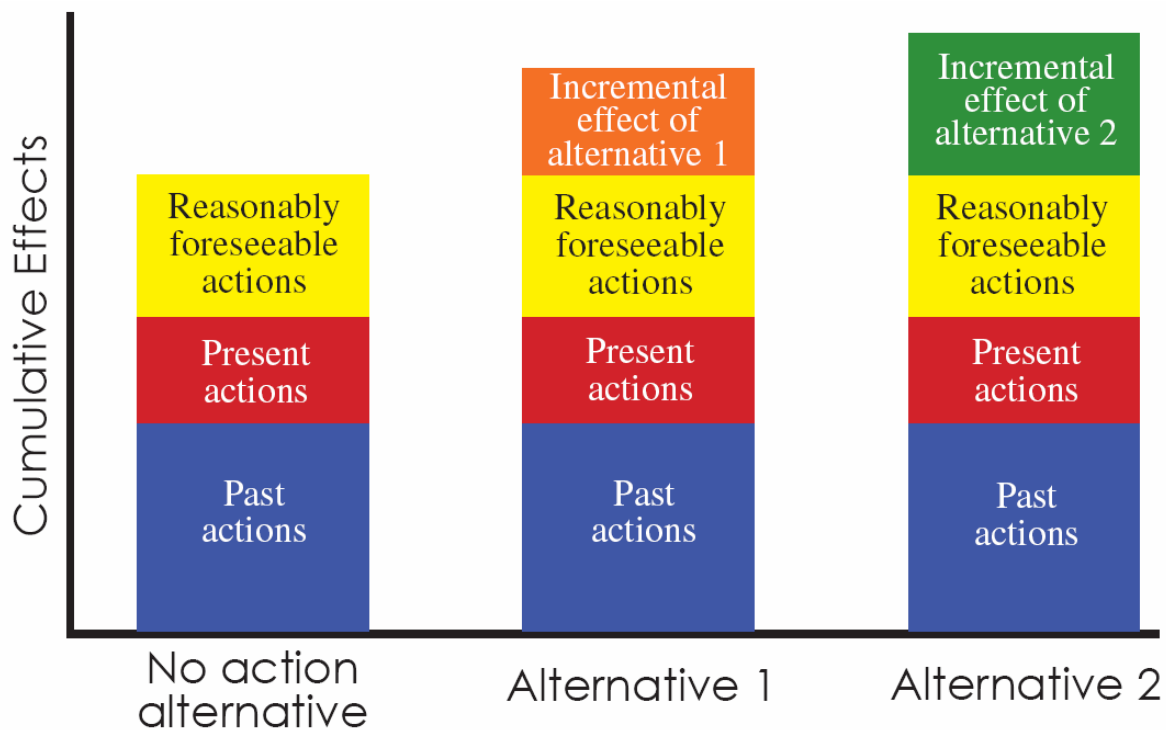 Cumulative Effects
Reasonably
foreseeable
actions
Present
actions
Past
actions
No action
alternative
Incremental
effect of
alternative 1
Reasonably
foreseeable
actions
Present
actions
Past
actions
Alternative 1
Incremental
effect of
alternative 2
Reasonably
foreseeable
actions
Present
actions
Past
actions
Alternative 2